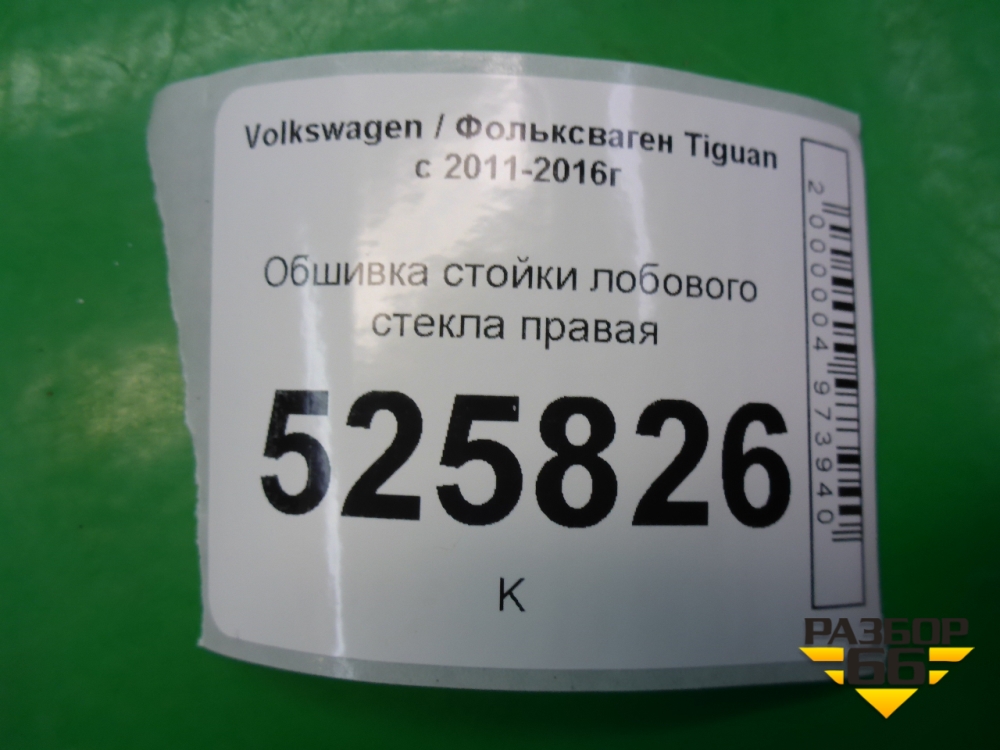 Volkswagen / Фольксваген Tiguan
с 2011-2016г
Обшивка стойки лобового
стекла правая
525826
К
2000004973940
РАЗБОР
66